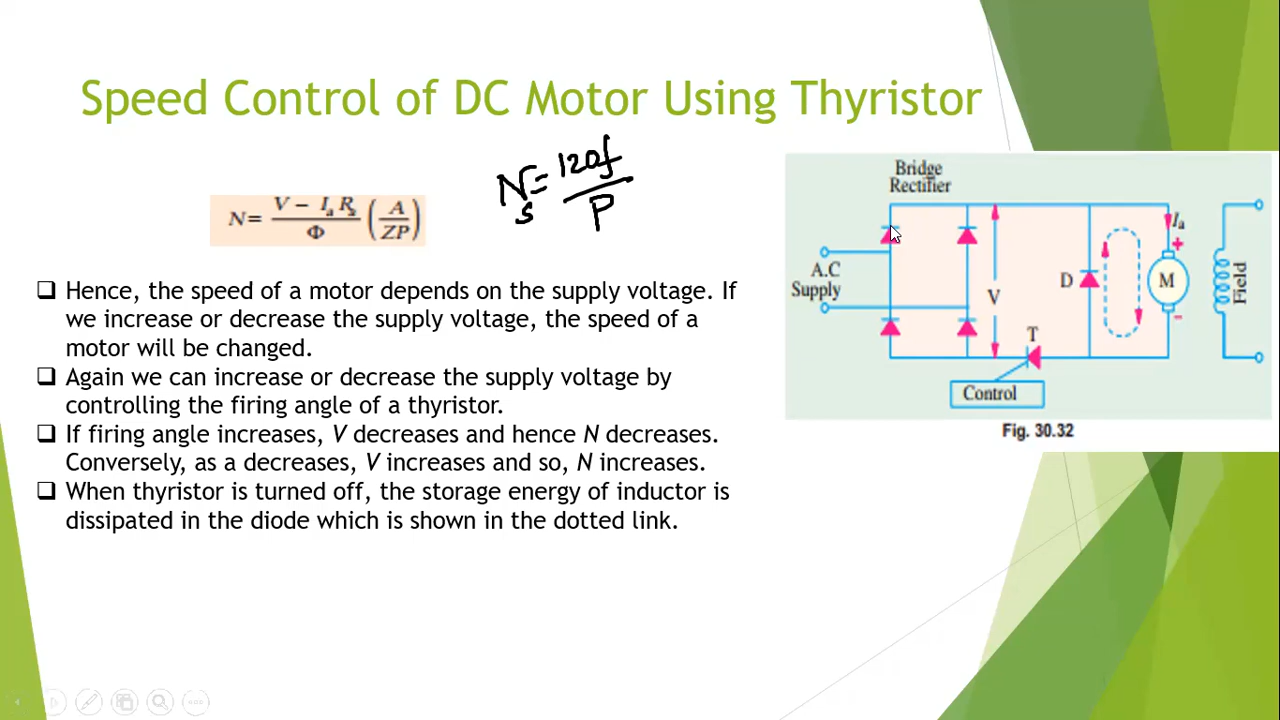 Speed Control of DC Motor Using Thyristor
N= V − Ia Ra / Φ (A / ZP)
Ns = 120f / P
❑ Hence, the speed of a motor depends on the supply voltage. If
we increase or decrease the supply voltage, the speed of a
motor will be changed.
❑ Again we can increase or decrease the supply voltage by
controlling the firing angle of a thyristor.
❑ If firing angle increases, V decreases and hence N decreases.
Conversely, as a decreases, V increases and so, N increases.
❑ When thyristor is turned off, the storage energy of inductor is
dissipated in the diode which is shown in the dotted link.
Bridge
Rectifier
A.C
Supply
V
D
T
Control
Ia
+
M
−
Field
Fig. 30.32